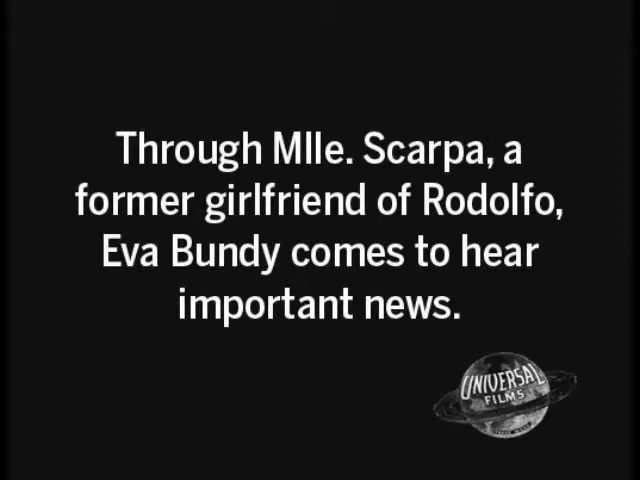 Through Mlle. Scarpa, a
former girlfriend of Rodolfo,
Eva Bundy comes to hear
important news.
UNIVERSAL
FILMS